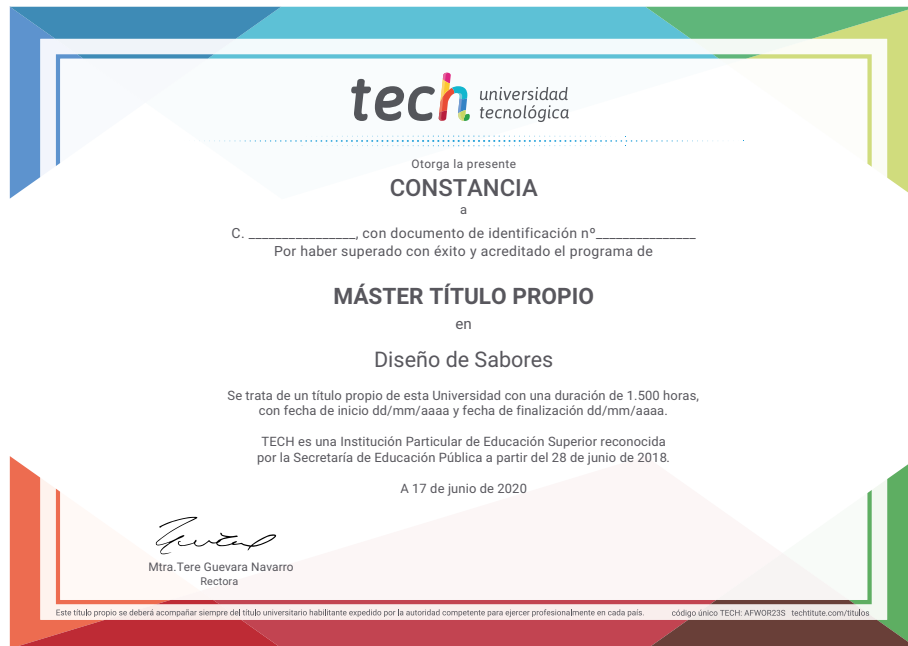 tech universidad
tecnológica
Otorga la presente
CONSTANCIA
a
C. ________________, con documento de identificación nº_______________
Por haber superado con éxito y acreditado el programa de
MÁSTER TÍTULO PROPIO
en
Diseño de Sabores
Se trata de un título propio de esta Universidad con una duración de 1.500 horas,
con fecha de inicio dd/mm/aaaa y fecha de finalización dd/mm/aaaa.
TECH es una Institución Particular de Educación Superior reconocida
por la Secretaría de Educación Pública a partir del 28 de junio de 2018.
A 17 de junio de 2020
Mtra.Tere Guevara Navarro
Rectora
Este título propio se deberá acompañar siempre del título universitario habilitante expedido por la autoridad competente para ejercer profesionalmente en cada país. código único TECH: AFWOR23S techtitute.com/titulos